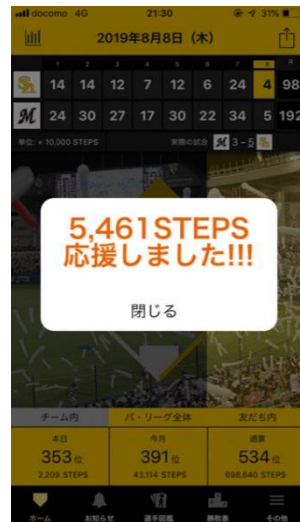 docomo 4G 21:30 31%
2019年8月8日（木）
1 2 3 4 5 6 7 8 R
14 14 12 7 12 6 24 4 98
M 24 30 27 17 30 22 34 5 192
単位: × 10,000 STEPS 実際の試合 M 3 - 5
5,461STEPS
応援しました!!!
閉じる
チーム内 パ・リーグ全体 友だち内
本日 今月 通算
353位 391位 534位
2,209 STEPS 43,114 STEPS 698,640 STEPS
ホーム お知らせ 選手図鑑 勝敗表 その他